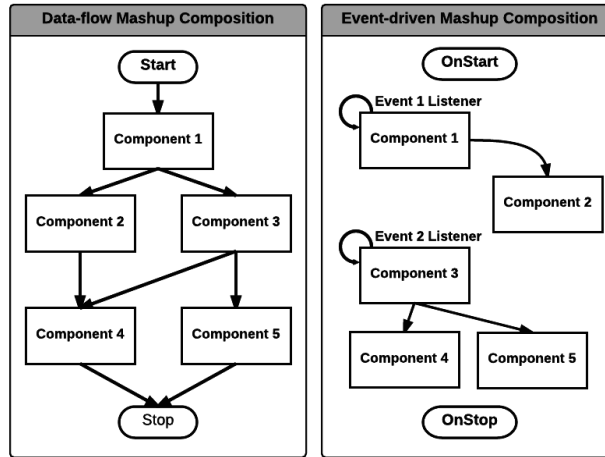 Data-flow Mashup Composition
Start
Component 1
Component 2
Component 3
Component 4
Component 5
Stop
Event-driven Mashup Composition
OnStart
Event 1 Listener
Component 1
Component 2
Event 2 Listener
Component 3
Component 4
Component 5
OnStop